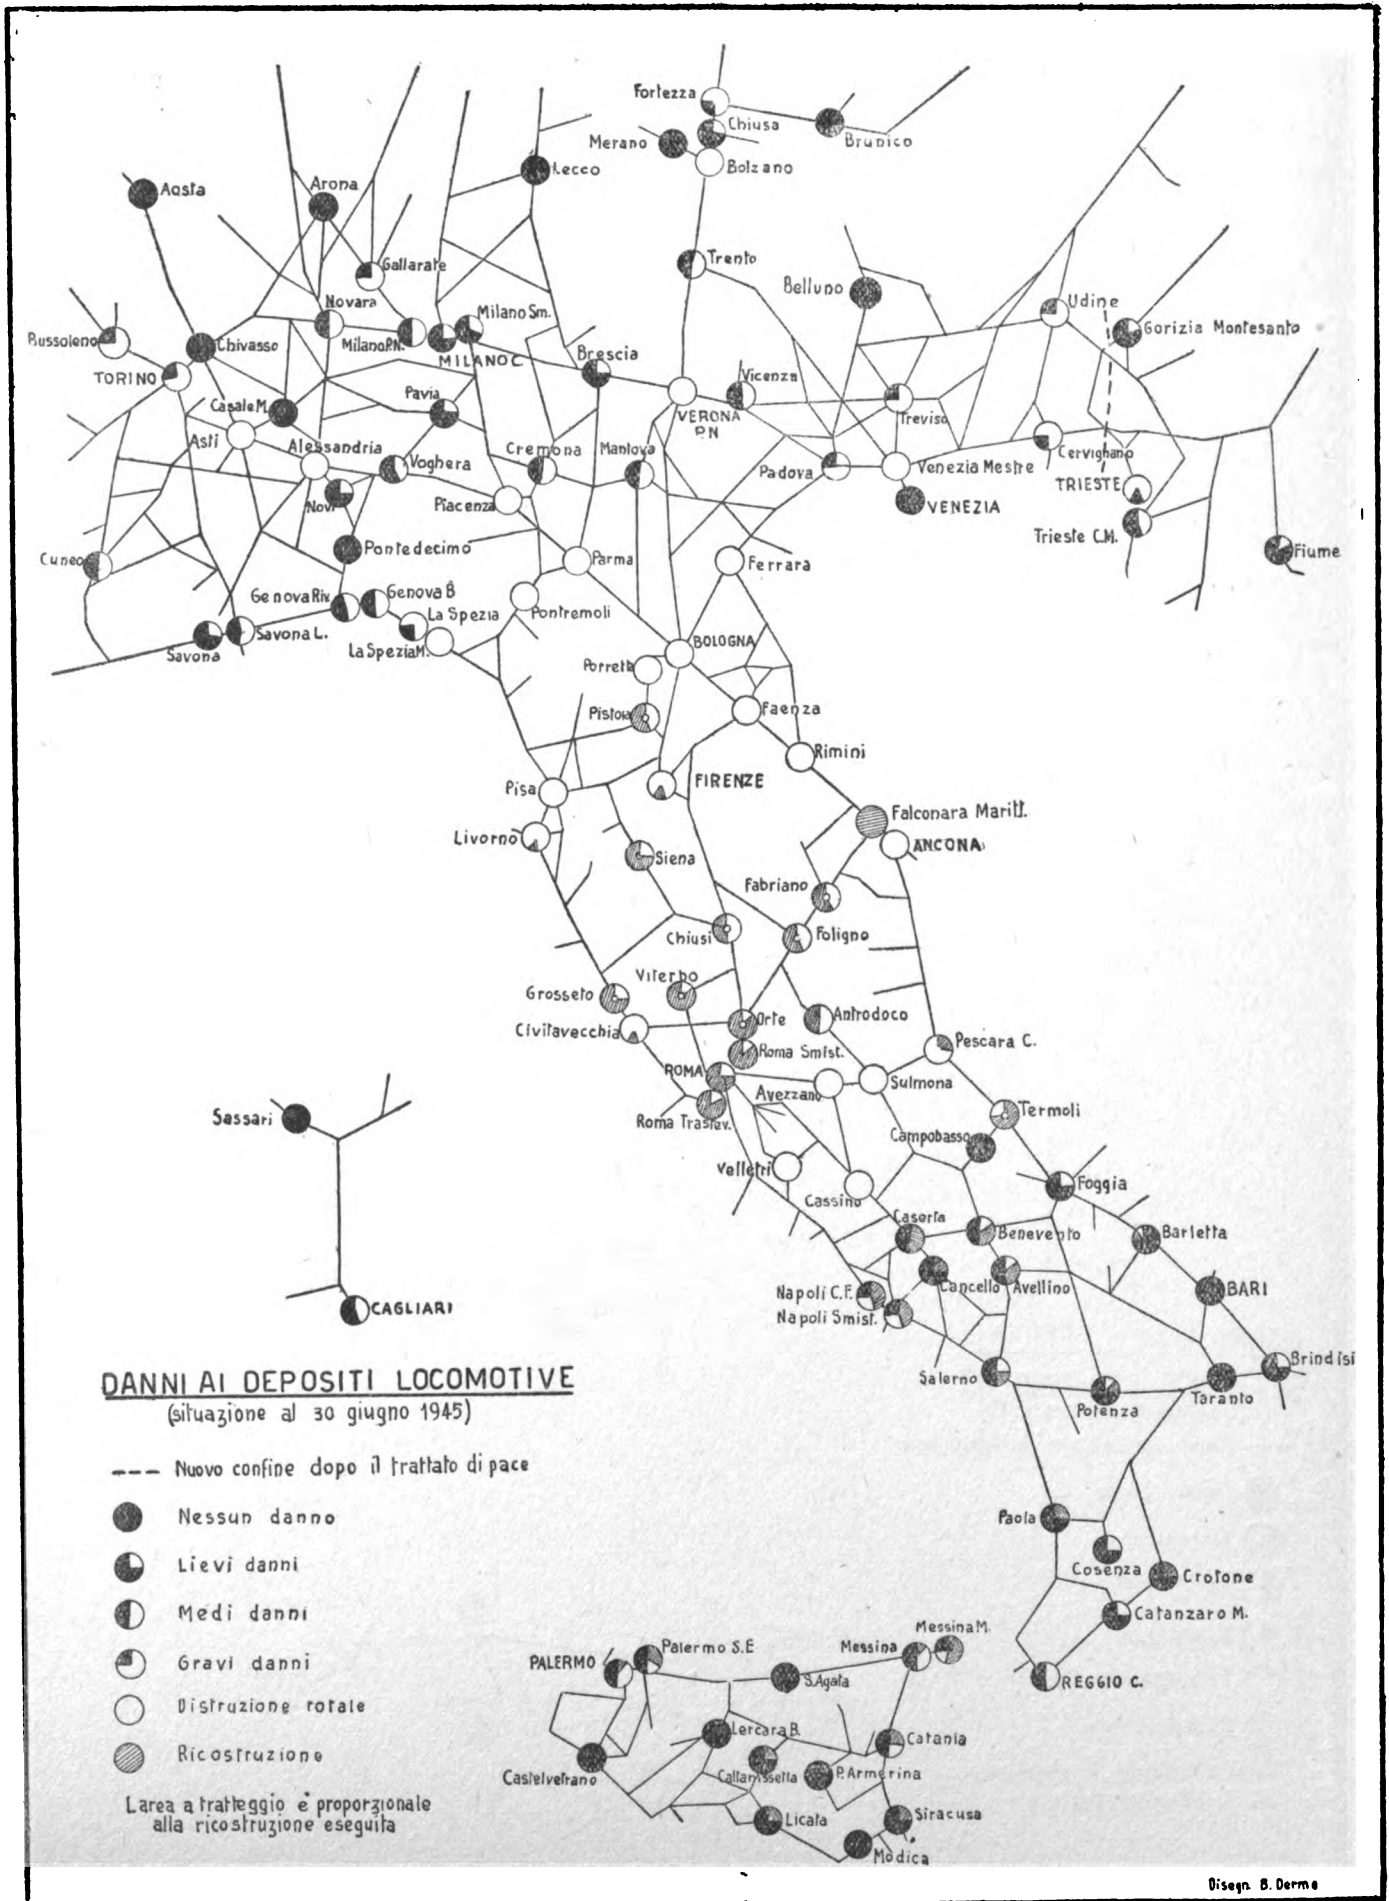 Fortezza
Chiusa
Brunico
Merano
Bolzano
Lecco
Aosta
Arona
Gallarate
Trento
Belluno
Novara
Milano Sm.
Udine
Gorizia Montesanto
Bussoleno
Chivasso
Milano P.N.
MILANO C.
Brescia
TORINO
Vicenza
Pavia
Casale M.
VERONA
P.N
Treviso
Asti
Alessandria
Voghera
Cremona
Mantova
Padova
Venezia Mestre
Cervignano
TRIESTE
Novi
Piacenza
VENEZIA
Trieste C.M.
Fiume
Pontedecimo
Cuneo
Parma
Ferrara
Genova Riv.
Genova B
La Spezia
Pontremoli
Savona L.
Savona
La Spezia M.
BOLOGNA
Porretta
Pistoia
Faenza
Rimini
Pisa
FIRENZE
Falconara Maritt.
Livorno
ANCONA
Siena
Fabriano
Chiusi
Foligno
Viterbo
Grosseto
Civitavecchia
Orte
Antrodoco
Roma Smist.
Pescara C.
ROMA
Avezzano
Sulmona
Sassari
Roma Trastev.
Termoli
Campobasso
Velletri
Cassino
Foggia
Caserta
Benevento
Barletta
Cancello
Avellino
BARI
Napoli C.F.
Napoli Smist.
CAGLIARI
Salerno
Brindisi
Potenza
Taranto
DANNI AI DEPOSITI LOCOMOTIVE
(situazione al 30 giugno 1945)
--- Nuovo confine dopo il trattato di pace
Nessun danno
Lievi danni
Medi danni
Gravi danni
Distruzione rotale
Ricostruzione
L'area a tratteggio è proporzionale
alla ricostruzione eseguita
Paola
Cosenza
Crotone
Catanzaro M.
REGGIO C.
Messina M.
Messina
Palermo S.E
PALERMO
S. Agata
Lercara B.
Catania
Castelvetrano
Caltanissetta
P. Armerina
Licata
Siracusa
Modica
Disegn. B. Derme